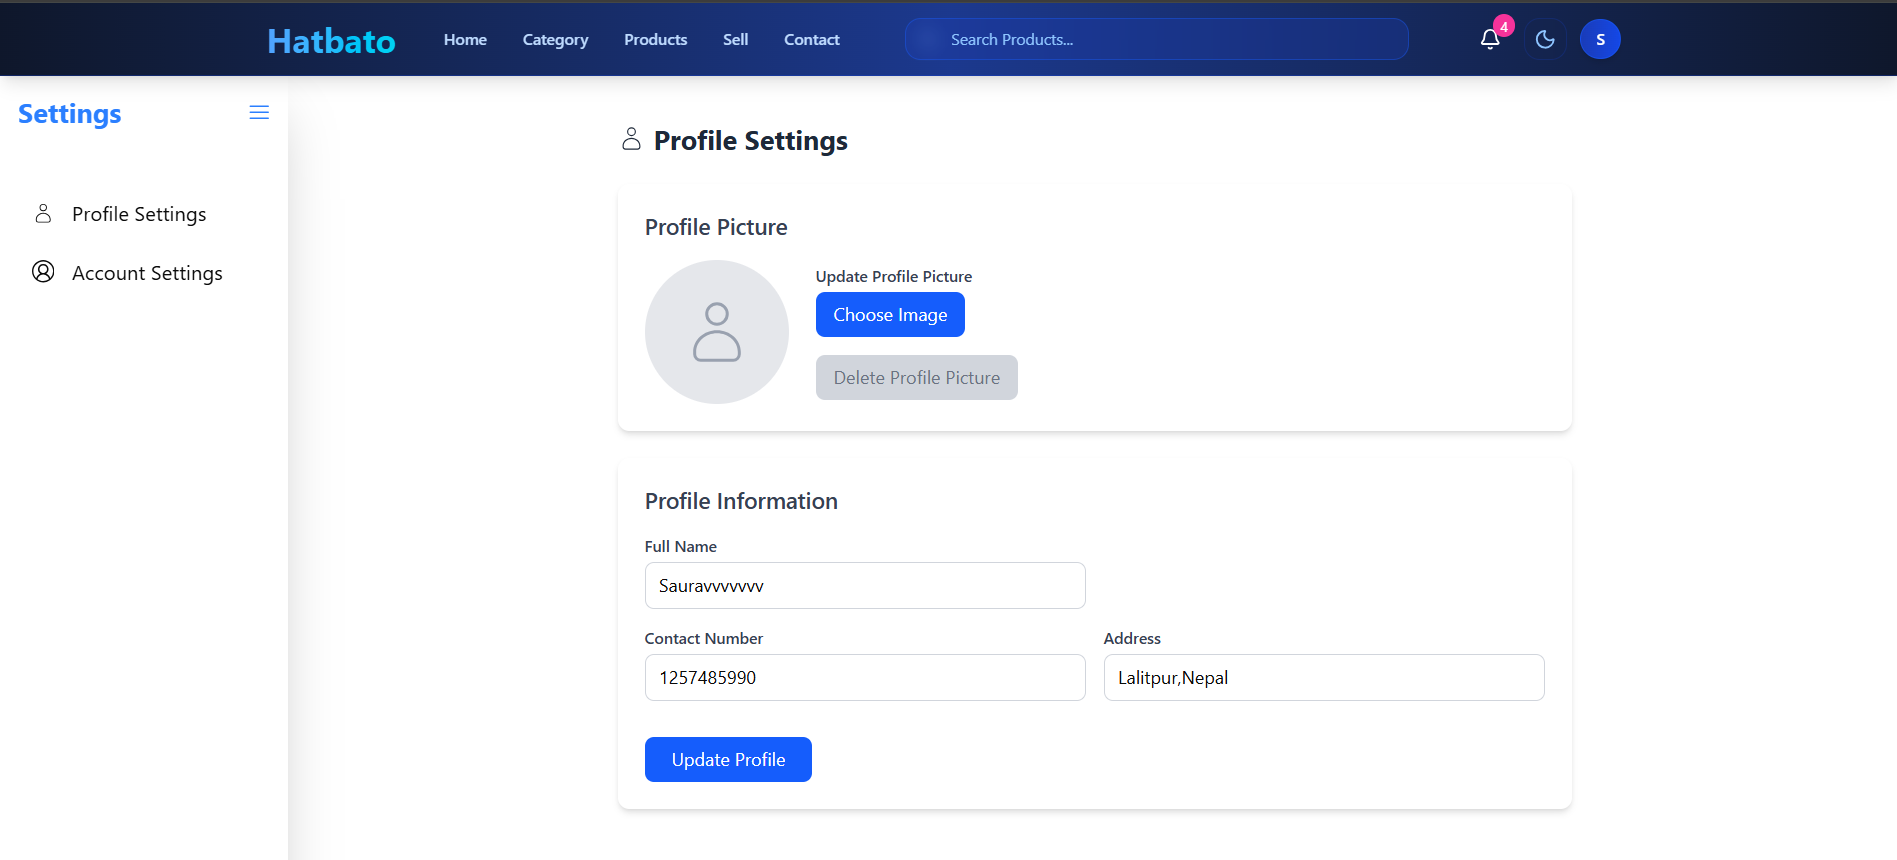 Hatbato
Home
Category
Products
Sell
Contact
Search Products...
4
S
Settings
Profile Settings
Account Settings
Profile Settings
Profile Picture
Update Profile Picture
Choose Image
Delete Profile Picture
Profile Information
Full Name
Sauravvvvvvv
Contact Number
Address
1257485990
Lalitpur,Nepal
Update Profile